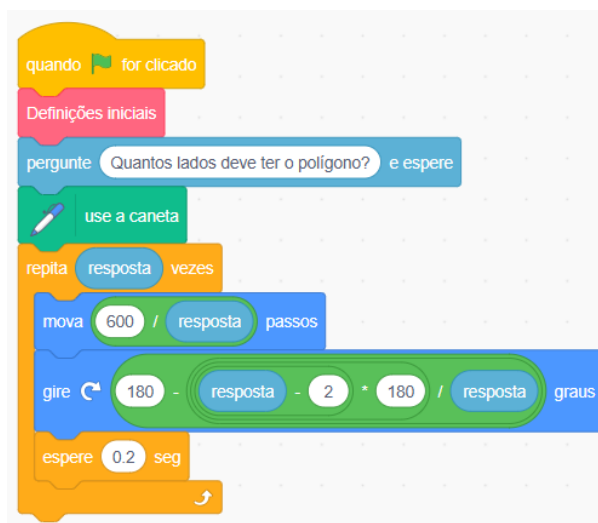 quando for clicado
Definições iniciais
pergunte Quantos lados deve ter o polígono? e espere
use a caneta
repita resposta vezes
mova 600 / resposta passos
gire 180 - resposta - 2 * 180 / resposta graus
espere 0.2 seg